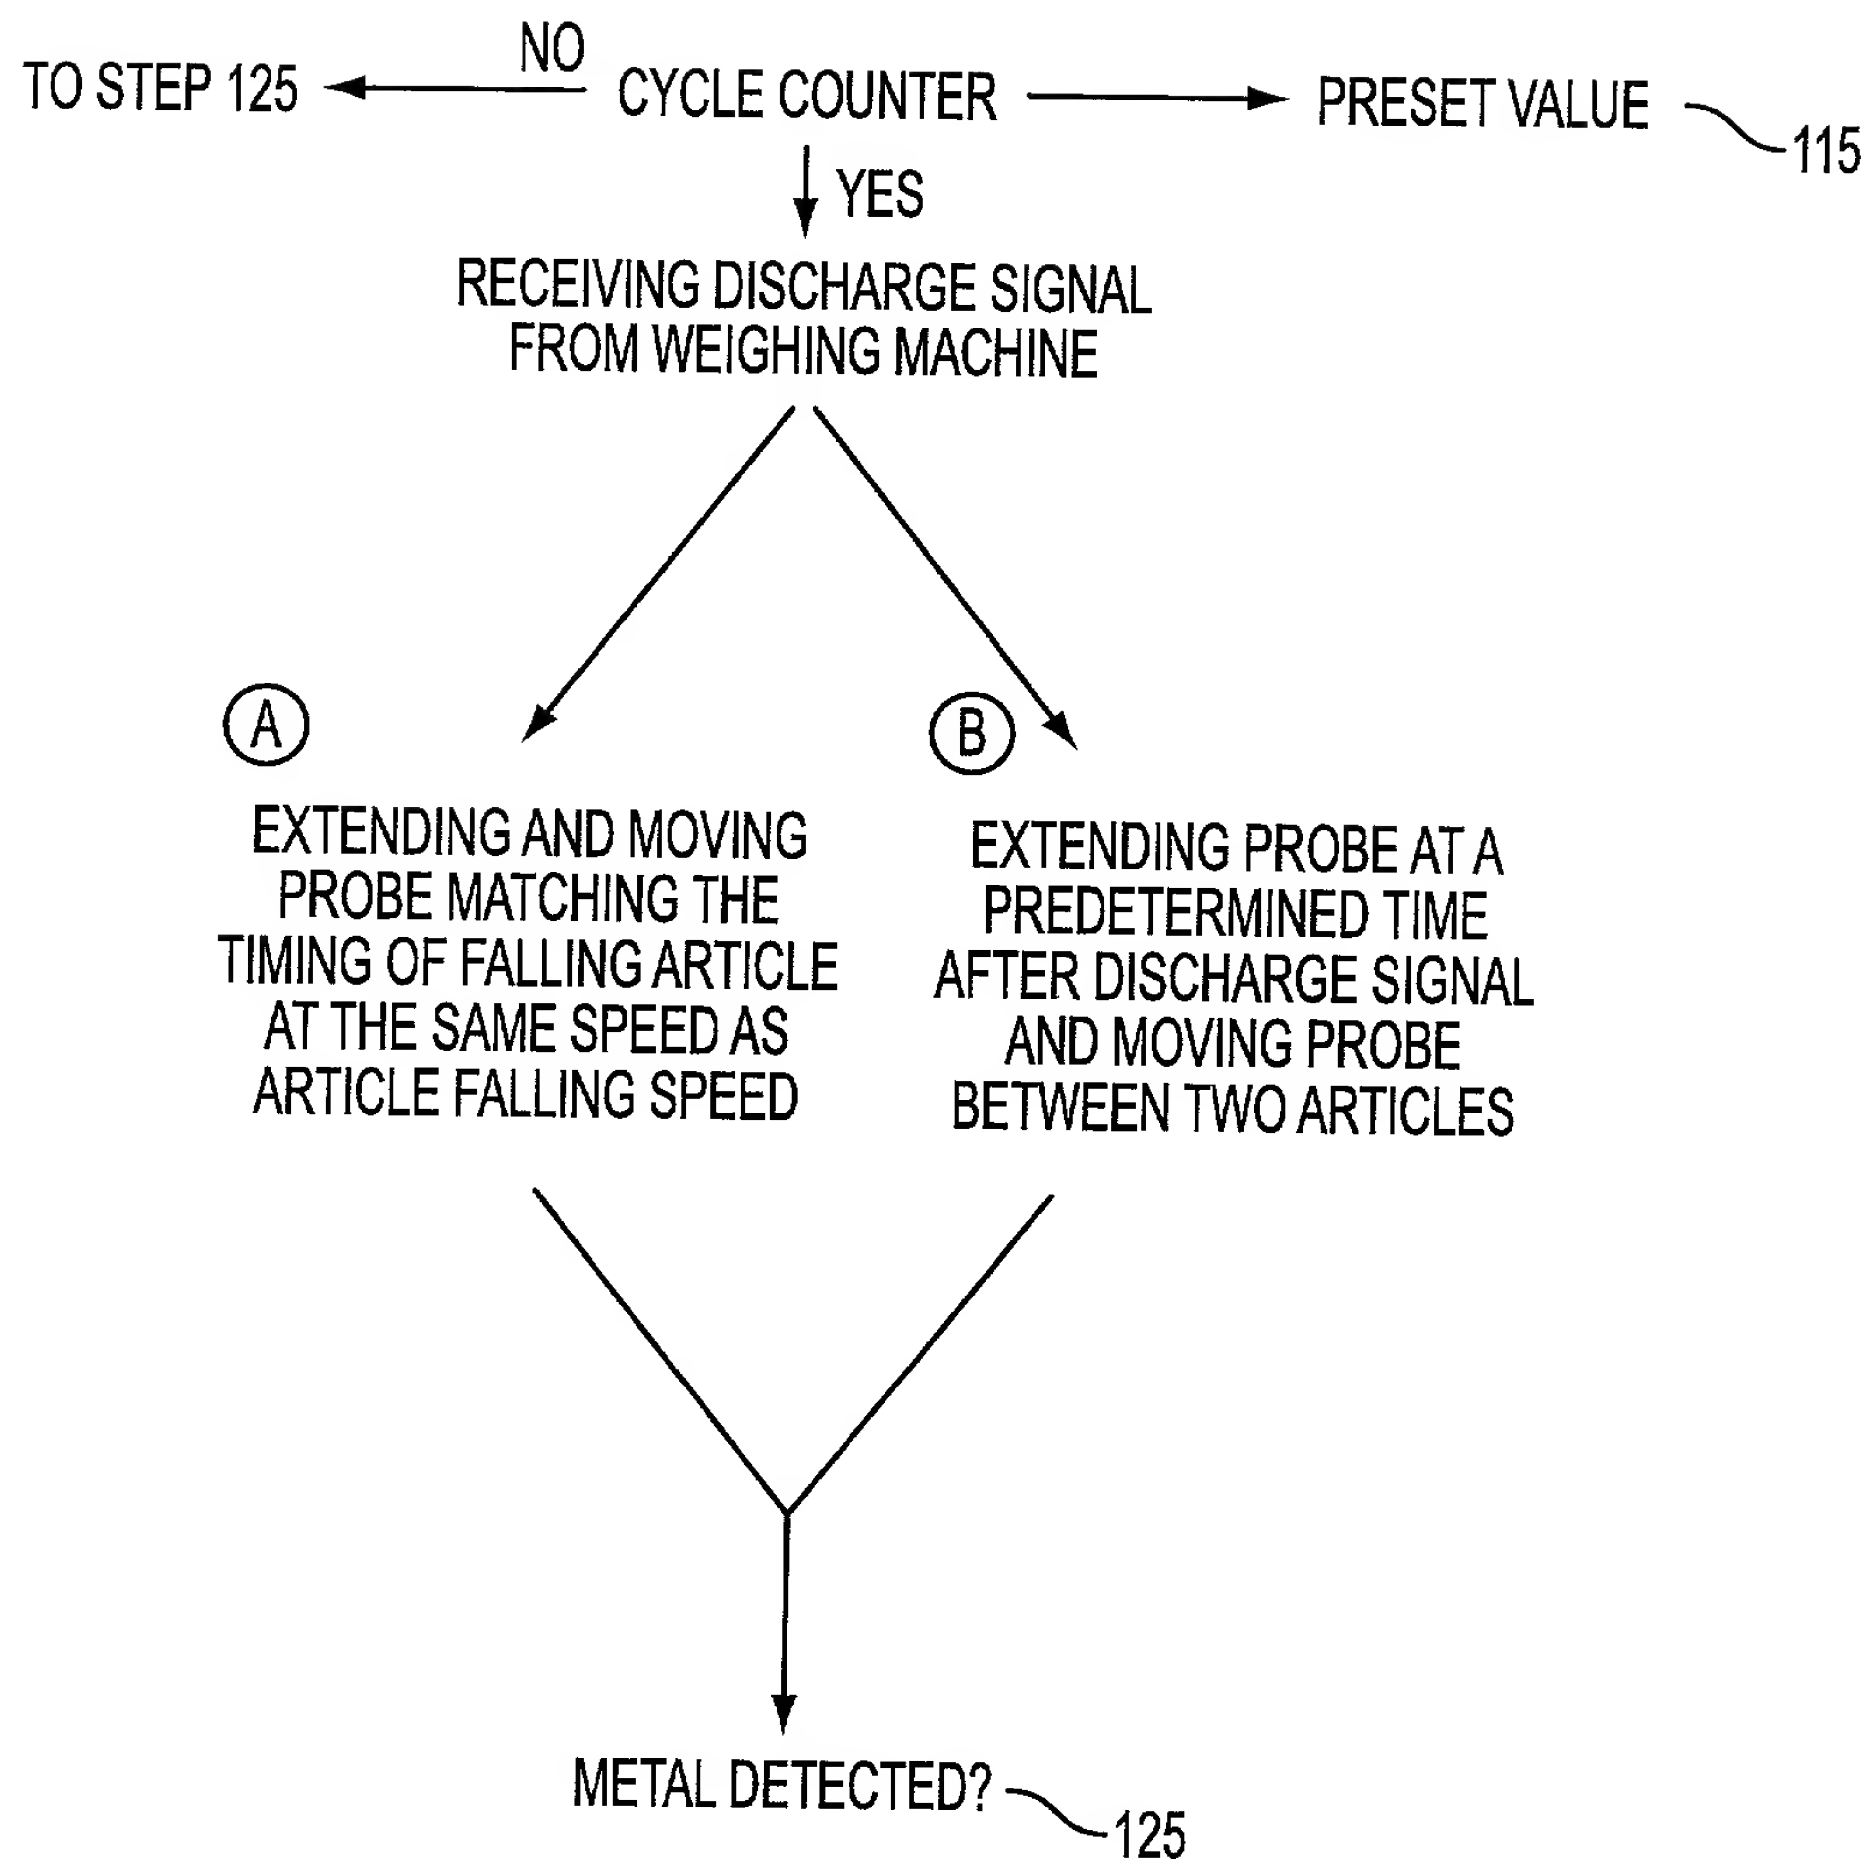 NO
TO STEP 125
CYCLE COUNTER
PRESET VALUE
115
YES
RECEIVING DISCHARGE SIGNAL
FROM WEIGHING MACHINE
A
EXTENDING AND MOVING
PROBE MATCHING THE
TIMING OF FALLING ARTICLE
AT THE SAME SPEED AS
ARTICLE FALLING SPEED
B
EXTENDING PROBE AT A
PREDETERMINED TIME
AFTER DISCHARGE SIGNAL
AND MOVING PROBE
BETWEEN TWO ARTICLES
METAL DETECTED?
125